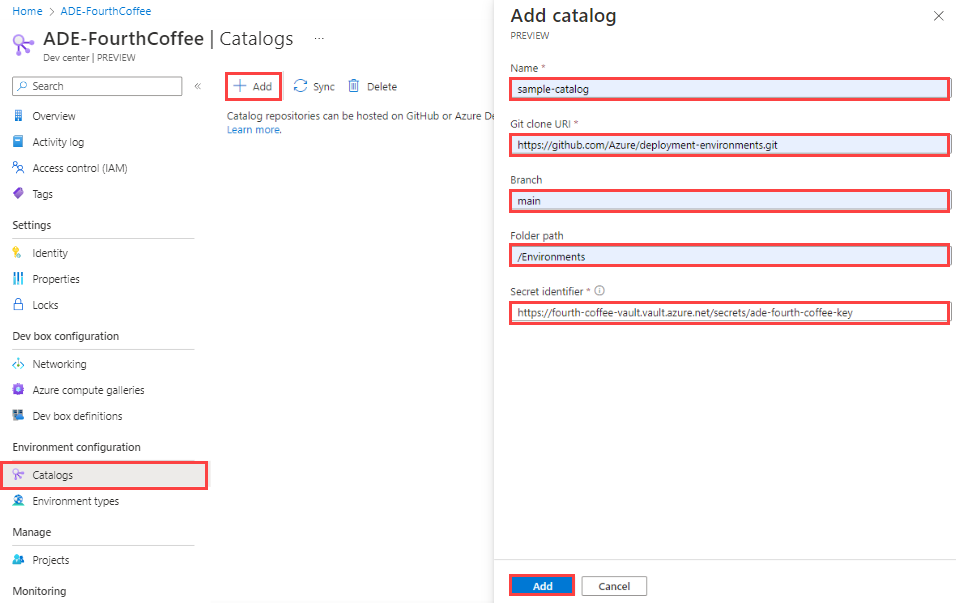 Home > ADE-FourthCoffee
ADE-FourthCoffee | Catalogs ...
Dev center | PREVIEW
Search «
Overview
Activity log
Access control (IAM)
Tags
Settings
Identity
Properties
Locks
Dev box configuration
Networking
Azure compute galleries
Dev box definitions
Environment configuration
Catalogs
Environment types
Manage
Projects
Monitoring
+ Add Sync Delete
Catalog repositories can be hosted on GitHub or Azure De
Learn more.
Add catalog
PREVIEW
Name *
sample-catalog
Git clone URI *
https://github.com/Azure/deployment-environments.git
Branch
main
Folder path
/Environments
Secret identifier *
https://fourth-coffee-vault.vault.azure.net/secrets/ade-fourth-coffee-key
Add Cancel